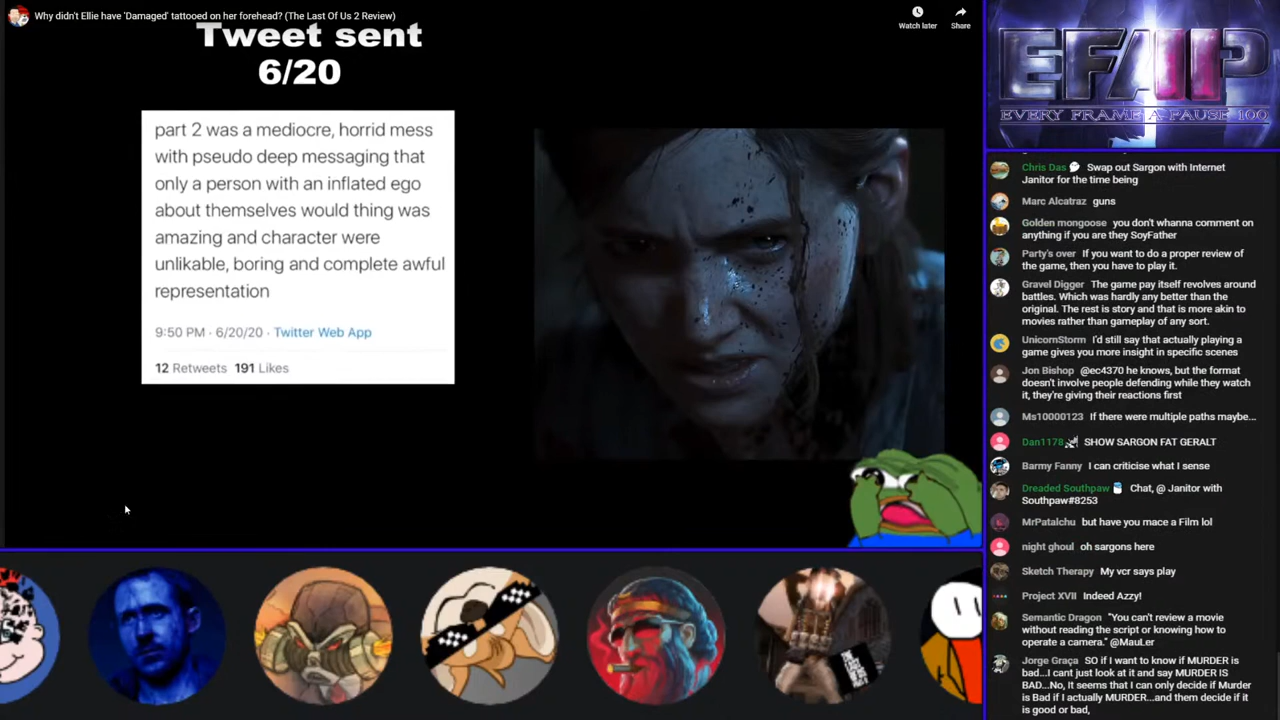 Why didn't Ellie have 'Damaged' tattooed on her forehead? (The Last Of Us 2 Review)
Watch later
Share
Tweet sent
6/20
part 2 was a mediocre, horrid mess
with pseudo deep messaging that
only a person with an inflated ego
about themselves would thing was
amazing and character were
unlikable, boring and complete awful
representation
9:50 PM · 6/20/20 · Twitter Web App
12 Retweets 191 Likes
EFAP
EVERY FRAME A PAUSE 100
Chris Das Swap out Sargon with Internet
Janitor for the time being
Marc Alcatraz guns
Golden mongoose you don't whanna comment on
anything if you are they SoyFather
Party's over If you want to do a proper review of
the game, then you have to play it.
Gravel Digger The game pay itself revolves around
battles. Which was hardly any better than the
original. The rest is story and that is more akin to
movies rather than gameplay of any sort.
UnicornStorm I'd still say that actually playing a
game gives you more insight in specific scenes
Jon Bishop @ec4370 he knows, but the format
doesn't involve people defending while they watch
it, they're giving their reactions first
Ms10000123 If there were multiple paths maybe...
Dan1178 SHOW SARGON FAT GERALT
Barmy Fanny I can criticise what I sense
Dreaded Southpaw Chat, @ Janitor with
Southpaw#8253
MrPatalchu but have you mace a Film lol
night ghoul oh sargons here
Sketch Therapy My vcr says play
Project XVII Indeed Azzy!
Semantic Dragon "You can't review a movie
without reading the script or knowing how to
operate a camera." @MauLer
Jorge Graça SO if I want to know if MURDER is
bad...I cant just look at it and say MURDER IS
BAD...No, It seems that I can only decide if Murder
is Bad if I actually MURDER...and them decide if it
is good or bad,